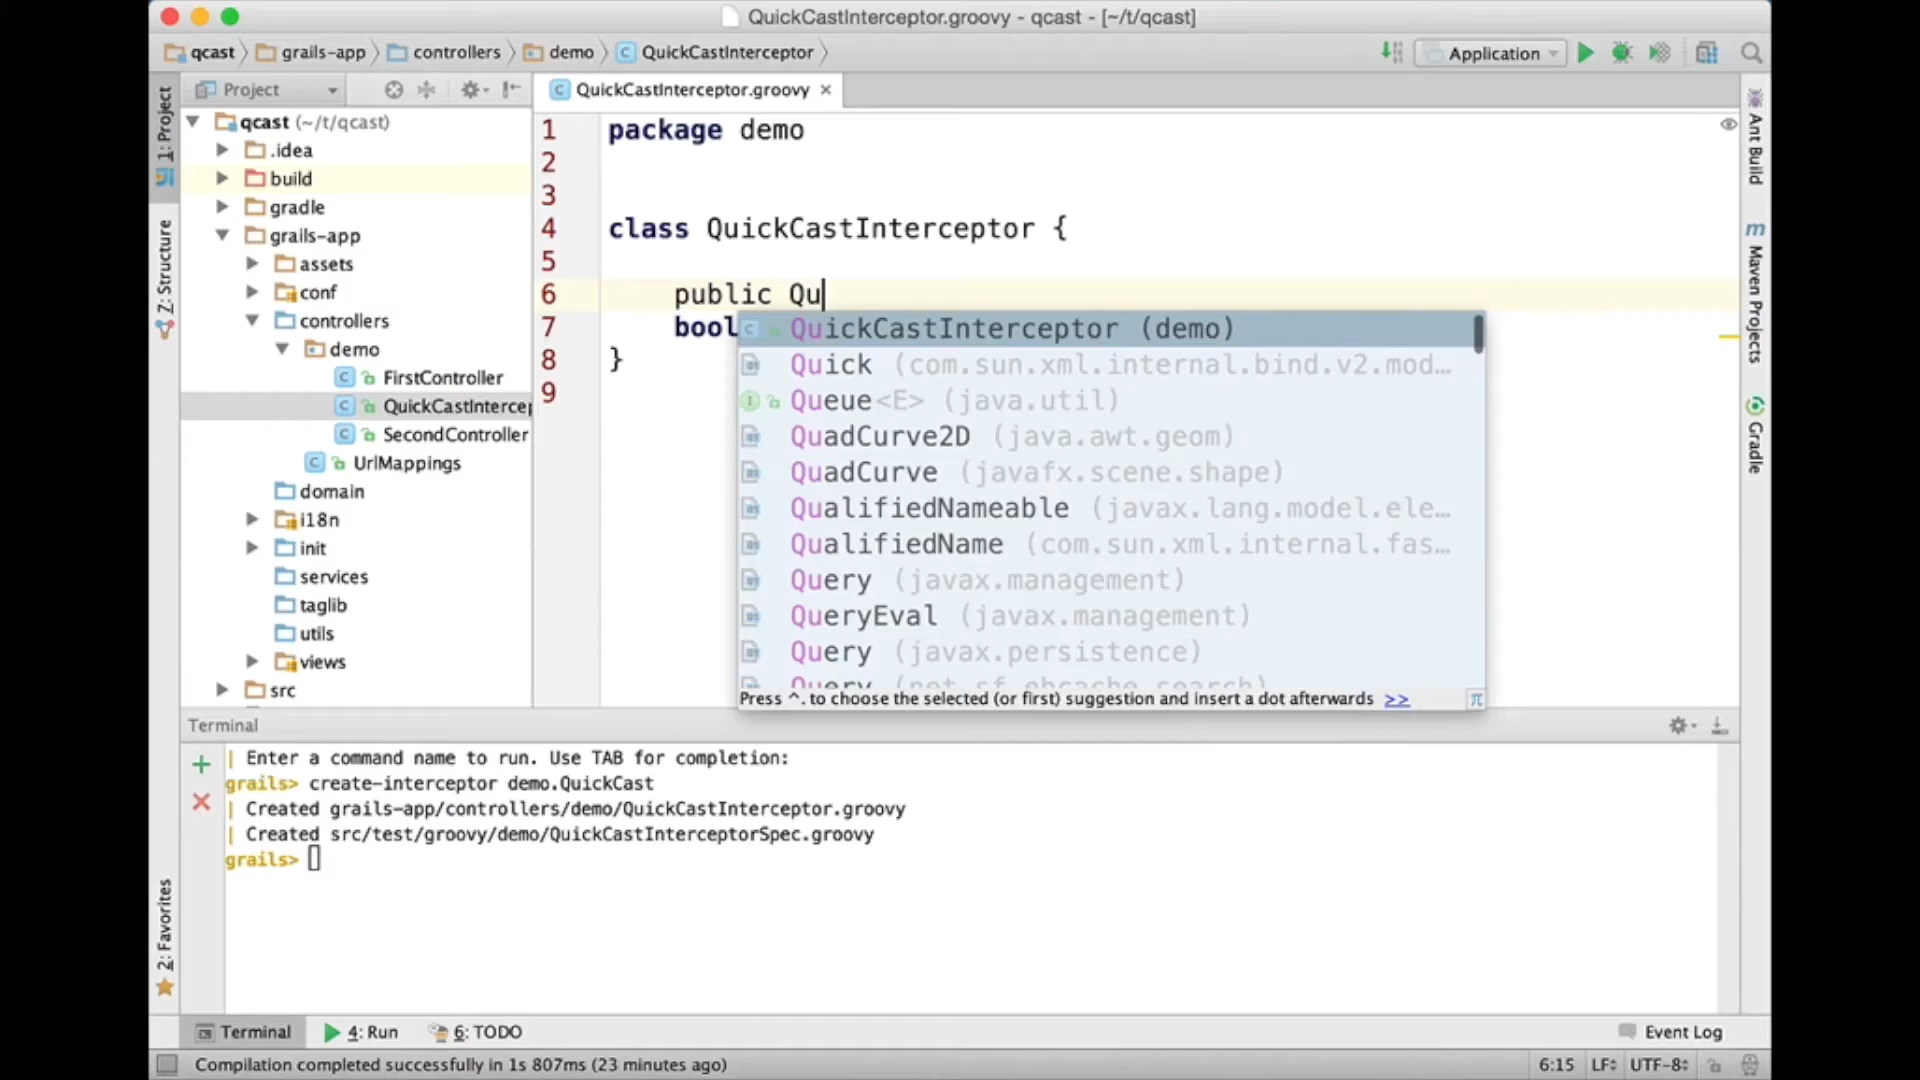 QuickCastInterceptor.groovy - qcast - [~/t/qcast]
qcast grails-app controllers demo QuickCastInterceptor Application
Project QuickCastInterceptor.groovy
1: Project
Z: Structure
2: Favorites
qcast (~/t/qcast)
.idea
build
gradle
grails-app
assets
conf
controllers
demo
FirstController
QuickCastIntercep
SecondController
UrlMappings
domain
i18n
init
services
taglib
utils
views
src
1 package demo
2
3
4 class QuickCastInterceptor {
5
6 public Qu
7 bool
8 }
9
QuickCastInterceptor (demo)
Quick (com.sun.xml.internal.bind.v2.mod…
Queue<E> (java.util)
QuadCurve2D (java.awt.geom)
QuadCurve (javafx.scene.shape)
QualifiedNameable (javax.lang.model.ele…
QualifiedName (com.sun.xml.internal.fas…
Query (javax.management)
QueryEval (javax.management)
Query (javax.persistence)
Query (net.sf.ehcache.search)
Press ^. to choose the selected (or first) suggestion and insert a dot afterwards >> π
Ant Build
Maven Projects
Gradle
Terminal
| Enter a command name to run. Use TAB for completion:
grails> create-interceptor demo.QuickCast
| Created grails-app/controllers/demo/QuickCastInterceptor.groovy
| Created src/test/groovy/demo/QuickCastInterceptorSpec.groovy
grails>
Terminal 4: Run 6: TODO Event Log
Compilation completed successfully in 1s 807ms (23 minutes ago) 6:15 LF UTF-8